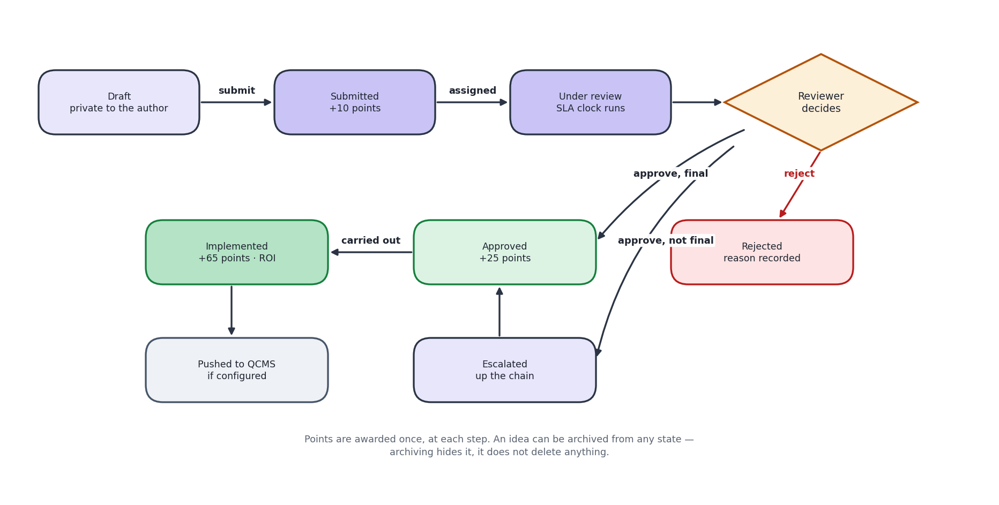 Draft
private to the author
submit
Submitted
+10 points
assigned
Under review
SLA clock runs
Reviewer
decides
approve, final
reject
Implemented
+65 points · ROI
carried out
Approved
+25 points
approve, not final
Rejected
reason recorded
Pushed to QCMS
if configured
Escalated
up the chain
Points are awarded once, at each step. An idea can be archived from any state —
archiving hides it, it does not delete anything.